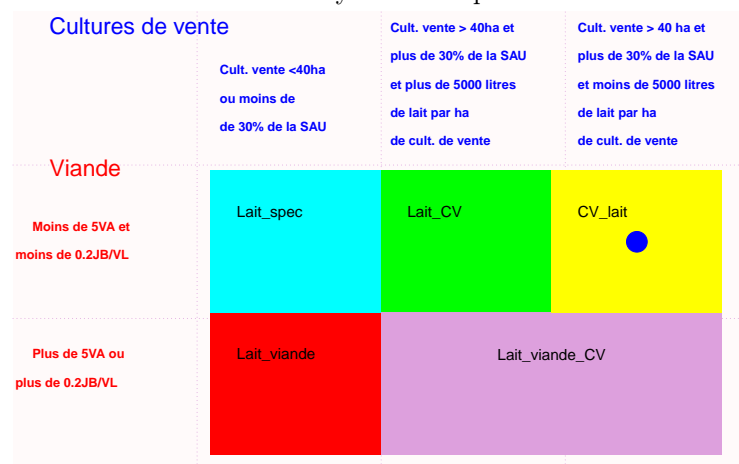 Cultures de vente
Cult. vente <40ha
ou moins de
de 30% de la SAU
Cult. vente > 40ha et
plus de 30% de la SAU
et plus de 5000 litres
de lait par ha
de cult. de vente
Cult. vente > 40 ha et
plus de 30% de la SAU
et moins de 5000 litres
de lait par ha
de cult. de vente
Viande
Moins de 5VA et
moins de 0.2JB/VL
Lait_spec
Lait_CV
CV_lait
Plus de 5VA ou
plus de 0.2JB/VL
Lait_viande
Lait_viande_CV